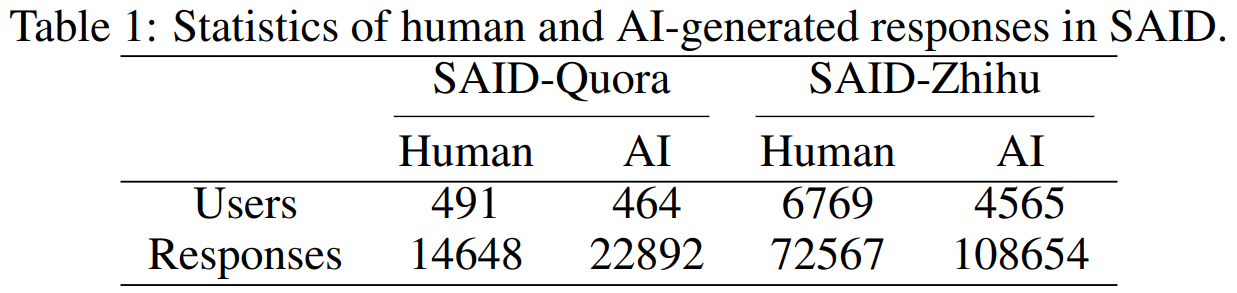 Table 1: Statistics of human and AI-generated responses in SAID.
SAID-Quora SAID-Zhihu
Human AI Human AI
Users 491 464 6769 4565
Responses 14648 22892 72567 108654